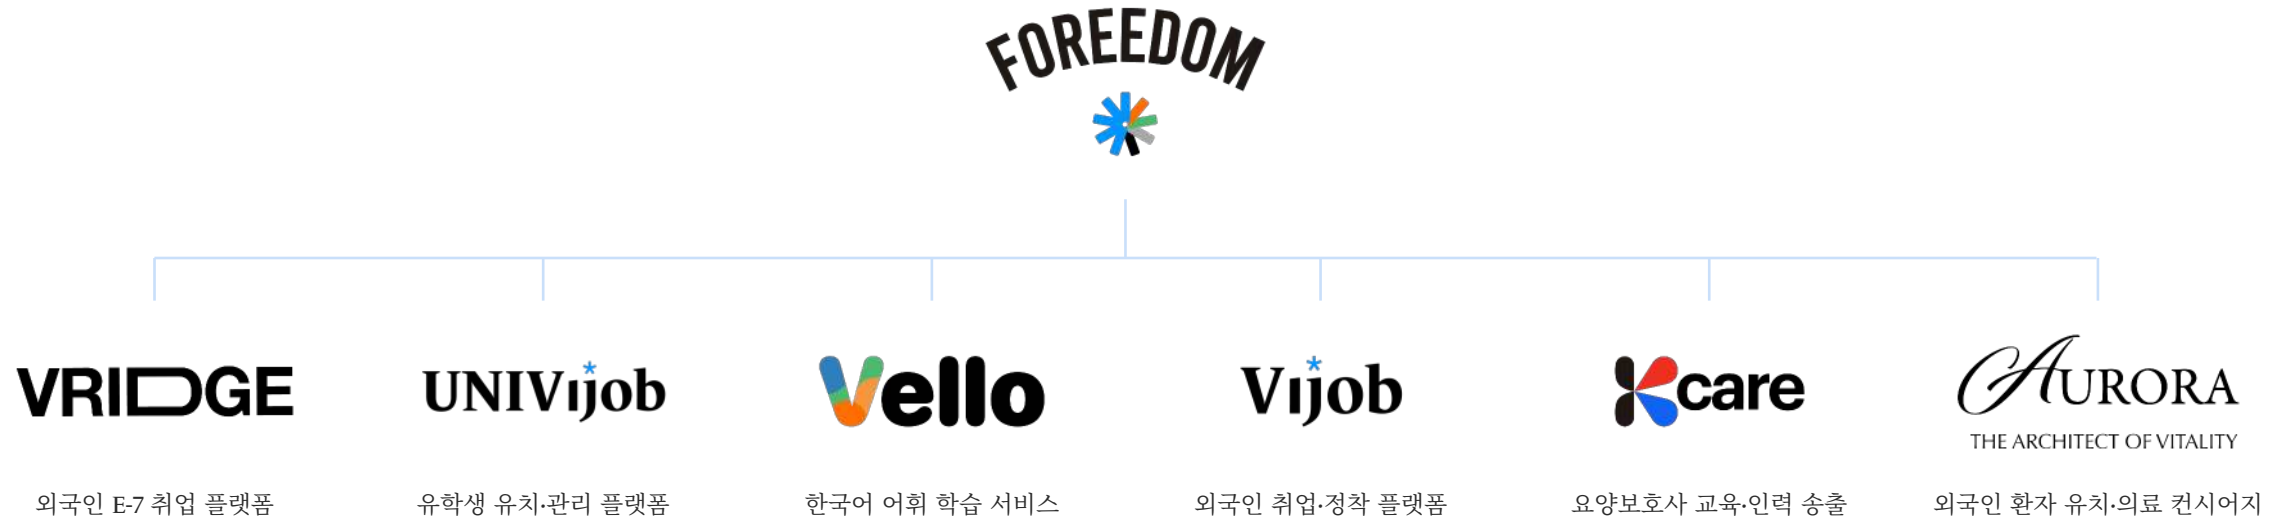 FOREEDOM
VRIDGE
UNIVijob
Vello
Vijob
Kcare
AURORA
THE ARCHITECT OF VITALITY
외국인 E-7 취업 플랫폼
유학생 유치·관리 플랫폼
한국어 어휘 학습 서비스
외국인 취업·정착 플랫폼
요양보호사 교육·인력 송출
외국인 환자 유치·의료 컨시어지